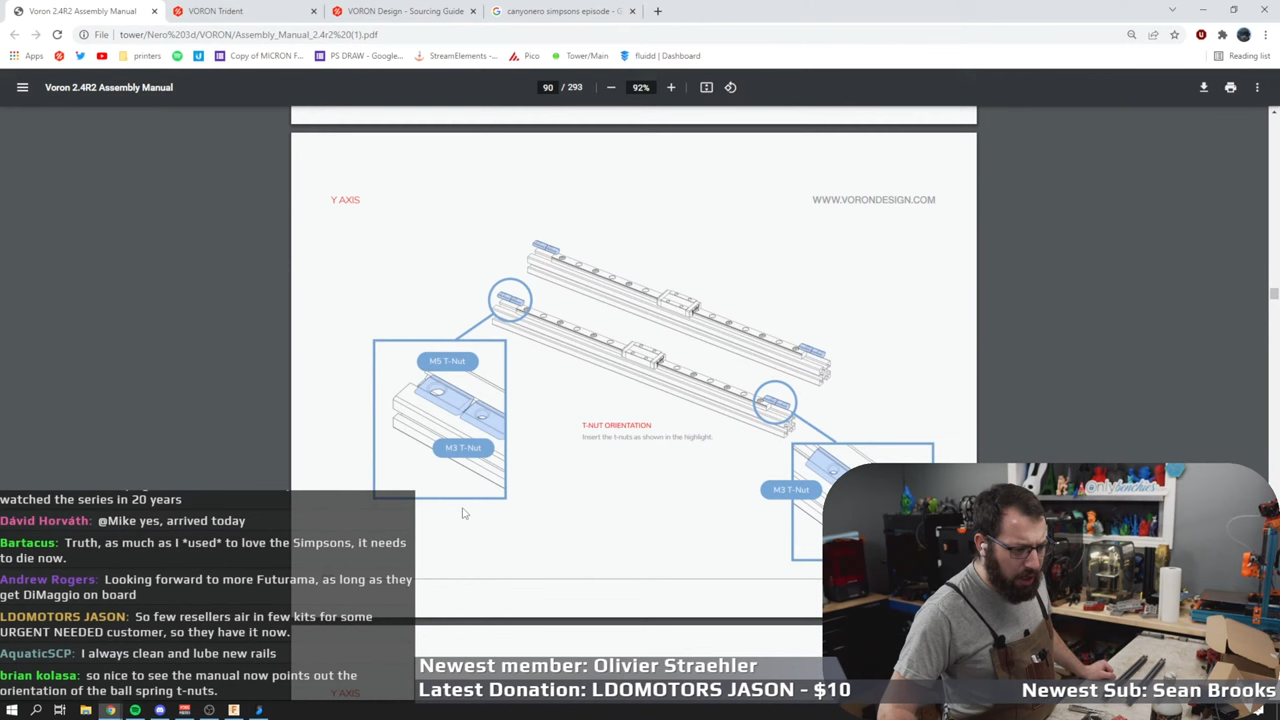 Voron 2.4R2 Assembly Manual
VORON Trident
VORON Design - Sourcing Guide
canyonero simpsons episode - G
File
tower/Nero%203d/VORON/Assembly_Manual_2.4r2%20(1).pdf
Apps
printers
Copy of MICRON F...
PS DRAW - Google...
StreamElements -...
Pico
Tower/Main
fluidd | Dashboard
Reading list
Voron 2.4R2 Assembly Manual
90 / 293
92%
Y AXIS
WWW.VORONDESIGN.COM
M5 T-Nut
M3 T-Nut
T-NUT ORIENTATION
Insert the t-nuts as shown in the highlight.
M3 T-Nut
watched the series in 20 years
Dávid Horváth: @Mike yes, arrived today
Bartacus: Truth, as much as I *used* to love the Simpsons, it needs
to die now.
Andrew Rogers: Looking forward to more Futurama, as long as they
get DiMaggio on board
LDOMOTORS JASON: So few resellers air in few kits for some
URGENT NEEDED customer, so they have it now.
AquaticSCP: I always clean and lube new rails
brian kolasa: so nice to see the manual now points out the
orientation of the ball spring t-nuts.
Y AXIS
onlybenchies
Newest member: Olivier Straehler
Latest Donation: LDOMOTORS JASON - $10
Newest Sub: Sean Brooks